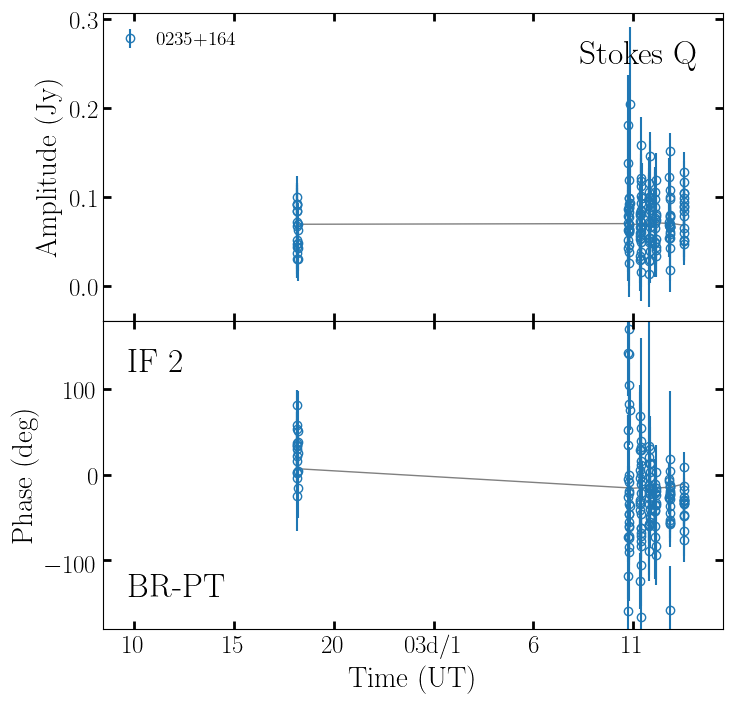 0.3
0235+164
Stokes Q
0.2
0.1
0.0
Amplitude (Jy)
IF 2
100
0
−100
Phase (deg)
BR-PT
10 15 20 03d/1 6 11
Time (UT)